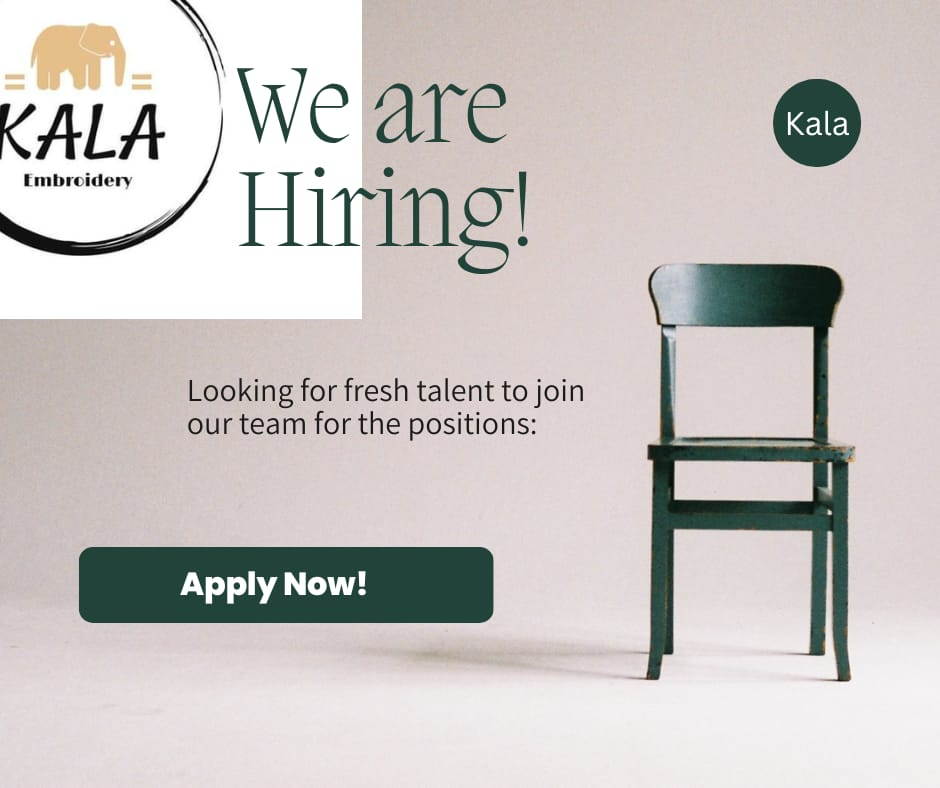 KALA
Embroidery
We are
Hiring!
Kala
Looking for fresh talent to join
our team for the positions:
Apply Now!